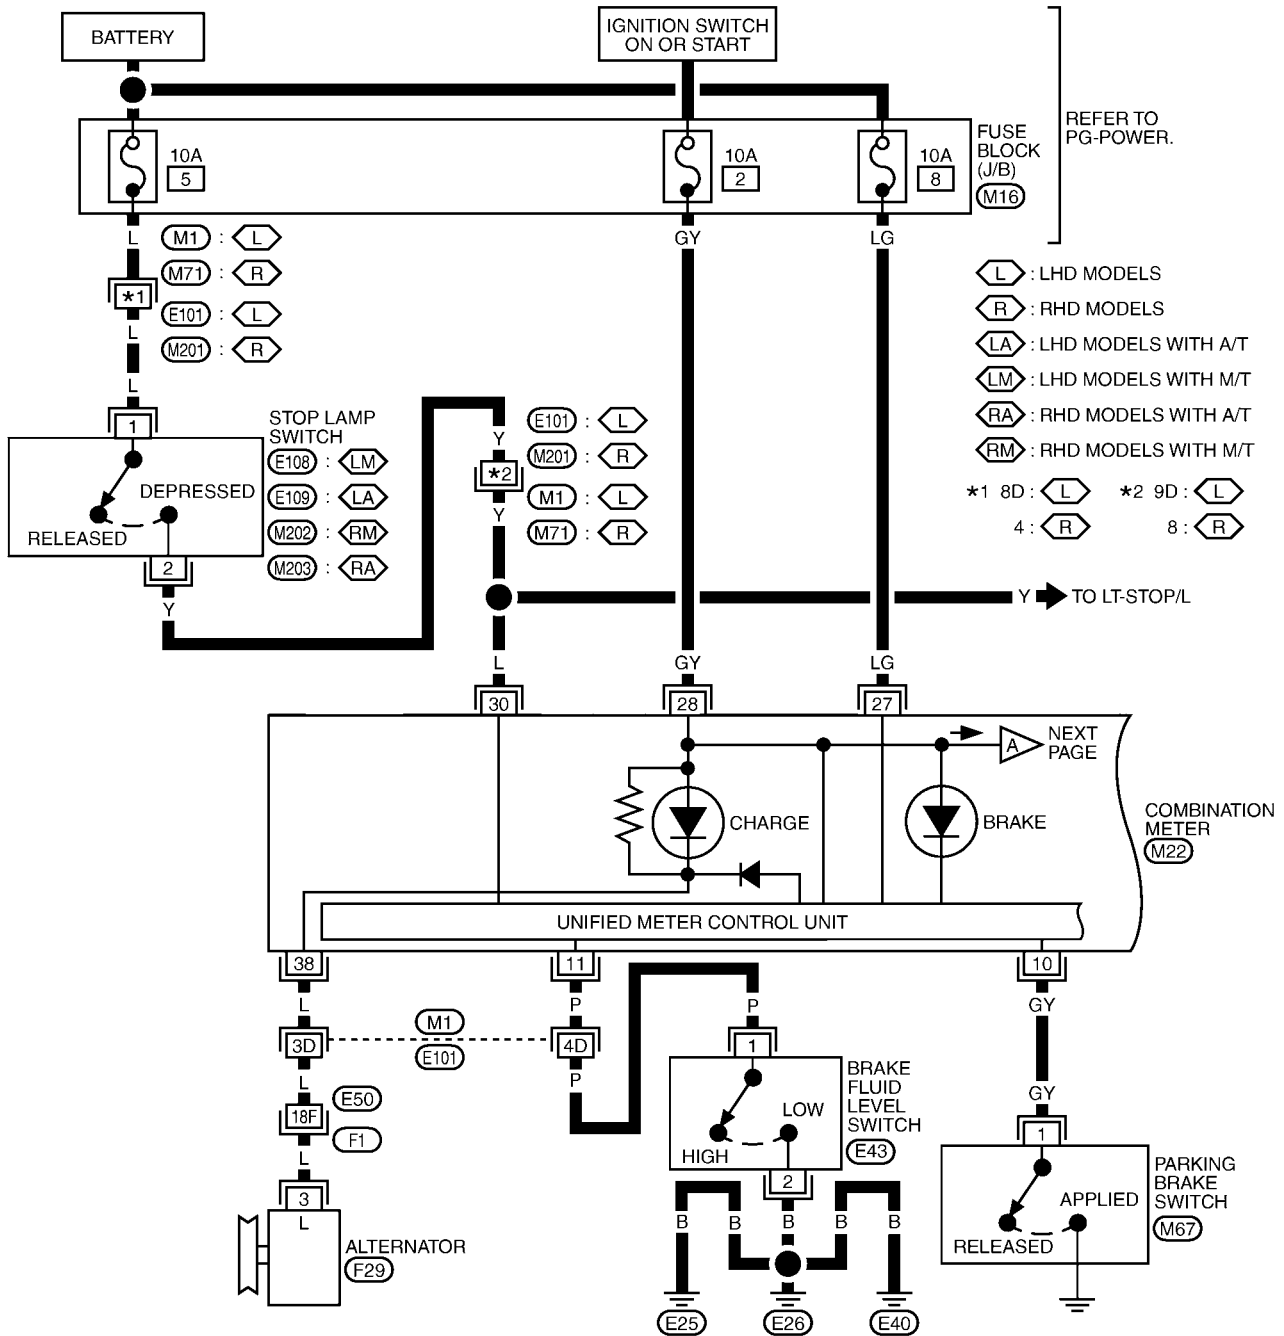 BATTERY
IGNITION SWITCH
ON OR START
REFER TO
PG-POWER.
FUSE
BLOCK
(J/B)
M16
10A
5
10A
2
10A
8
L
GY
LG
M1 : L
M71 : R
*1
E101 : L
M201 : R
L
L
L : LHD MODELS
R : RHD MODELS
LA : LHD MODELS WITH A/T
LM : LHD MODELS WITH M/T
RA : RHD MODELS WITH A/T
RM : RHD MODELS WITH M/T
*1 8D : L
4 : R
*2 9D : L
8 : R
1
STOP LAMP
SWITCH
E108 : LM
E109 : LA
M202 : RM
M203 : RA
DEPRESSED
RELEASED
2
Y
Y
*2
Y
E101 : L
M201 : R
M1 : L
M71 : R
Y
TO LT-STOP/L
L
GY
LG
30
28
27
A
NEXT
PAGE
CHARGE
BRAKE
COMBINATION
METER
M22
UNIFIED METER CONTROL UNIT
38
11
10
L
P
P
GY
3D
M1
E101
4D
L
P
1
BRAKE
FLUID
LEVEL
SWITCH
E43
LOW
HIGH
2
GY
E50
18F
F1
L
3
L
ALTERNATOR
F29
B
B
B
B
B
E25
E26
E40
1
PARKING
BRAKE
SWITCH
M67
APPLIED
RELEASED